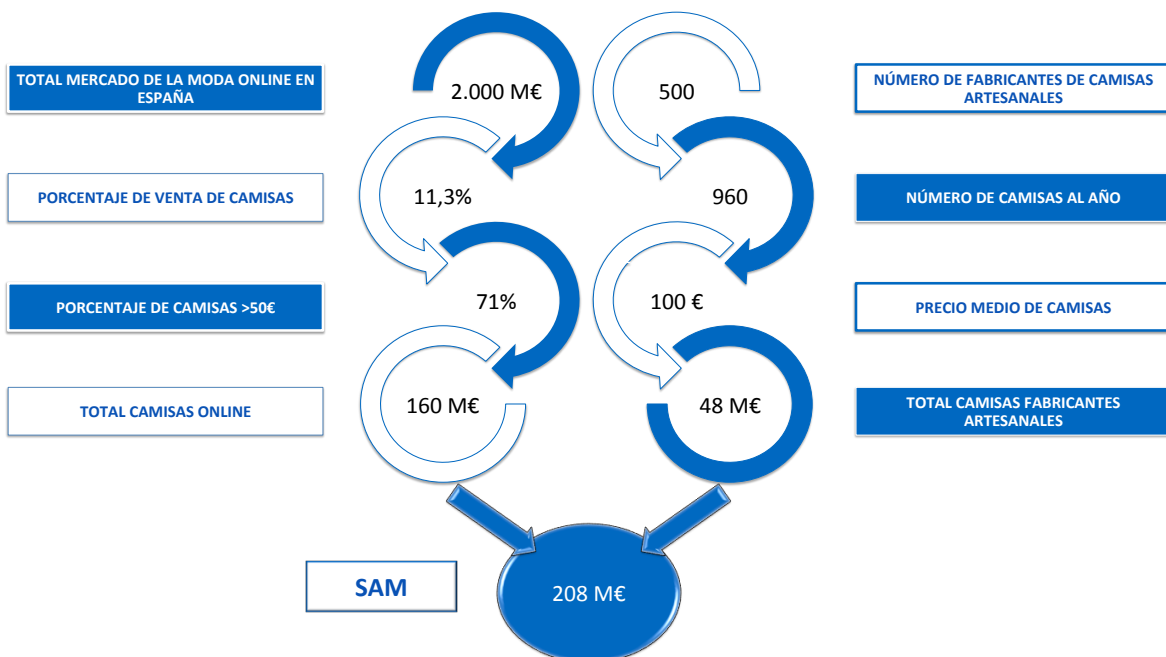 TOTAL MERCADO DE LA MODA ONLINE EN
ESPAÑA
2.000 M€
500
NÚMERO DE FABRICANTES DE CAMISAS
ARTESANALES
PORCENTAJE DE VENTA DE CAMISAS
11,3%
960
NÚMERO DE CAMISAS AL AÑO
PORCENTAJE DE CAMISAS >50€
71%
100 €
PRECIO MEDIO DE CAMISAS
TOTAL CAMISAS ONLINE
160 M€
48 M€
TOTAL CAMISAS FABRICANTES
ARTESANALES
SAM
208 M€